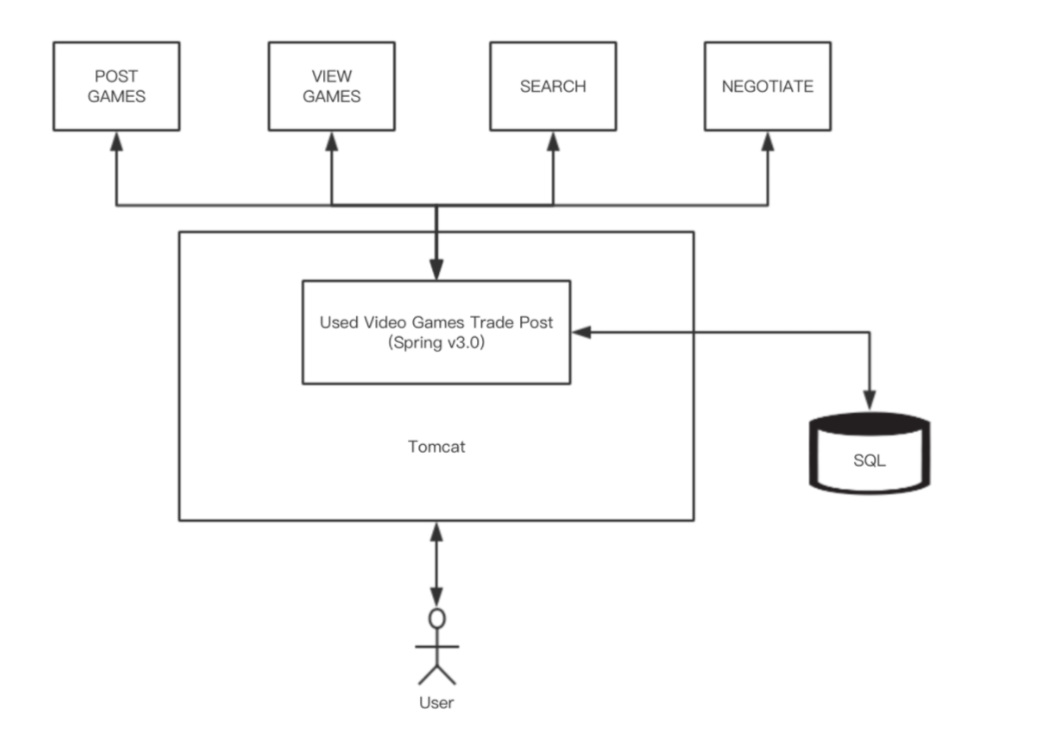 POST
GAMES
VIEW
GAMES
SEARCH
NEGOTIATE
Used Video Games Trade Post
(Spring v3.0)
Tomcat
SQL
User